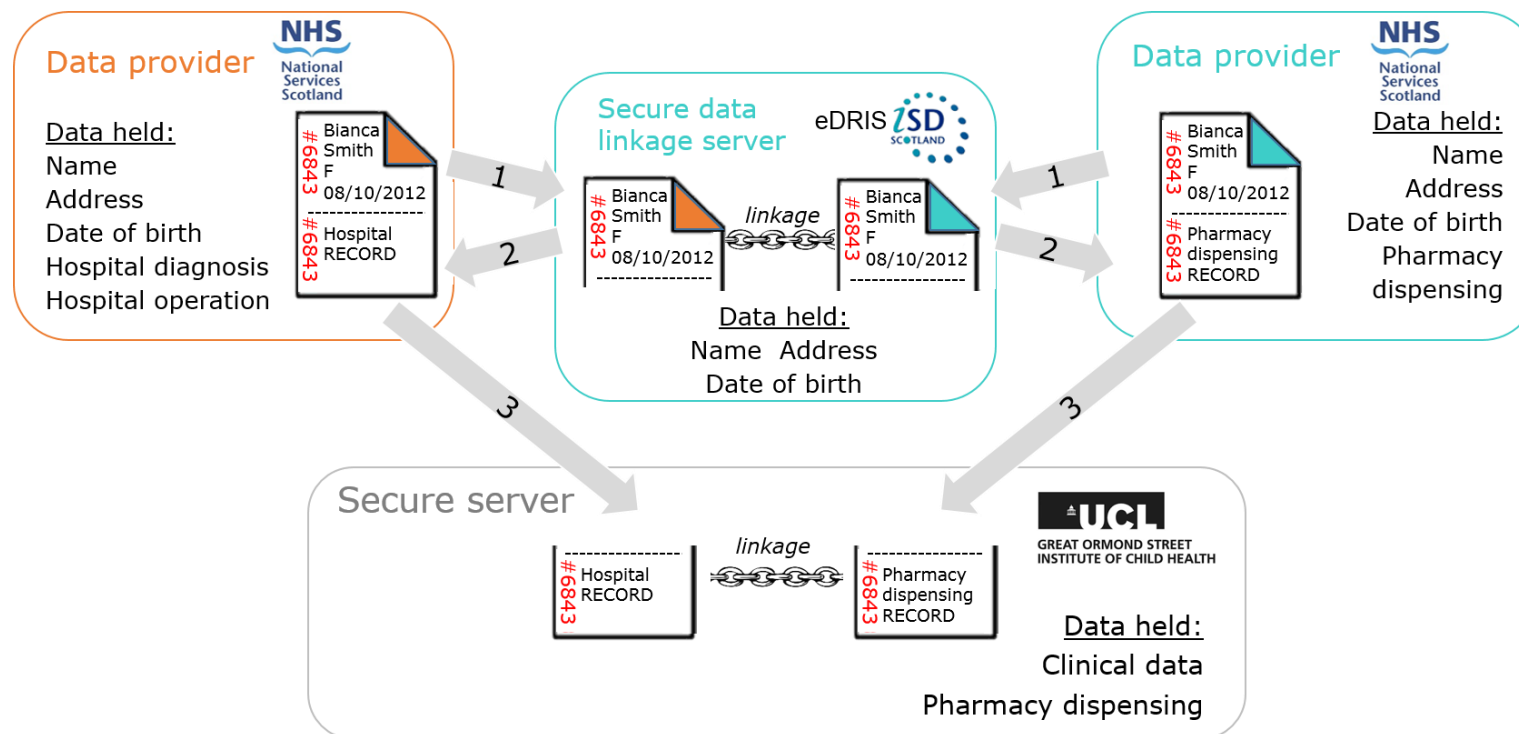 Data provider
NHS
National
Services
Scotland
Data held:
Name
Address
Date of birth
Hospital diagnosis
Hospital operation
#6843
Bianca
Smith
F
08/10/2012
#6843
Hospital
RECORD
1
2
3
Secure data
linkage server
eDRIS
iSD
SCOTLAND
#6843
Bianca
Smith
F
08/10/2012
linkage
#6843
Bianca
Smith
F
08/10/2012
Data held:
Name Address
Date of birth
1
2
3
Data provider
NHS
National
Services
Scotland
#6843
Bianca
Smith
F
08/10/2012
#6843
Pharmacy
dispensing
RECORD
Data held:
Name
Address
Date of birth
Pharmacy
dispensing
Secure server
#6843
Hospital
RECORD
linkage
#6843
Pharmacy
dispensing
RECORD
UCL
GREAT ORMOND STREET
INSTITUTE OF CHILD HEALTH
Data held:
Clinical data
Pharmacy dispensing